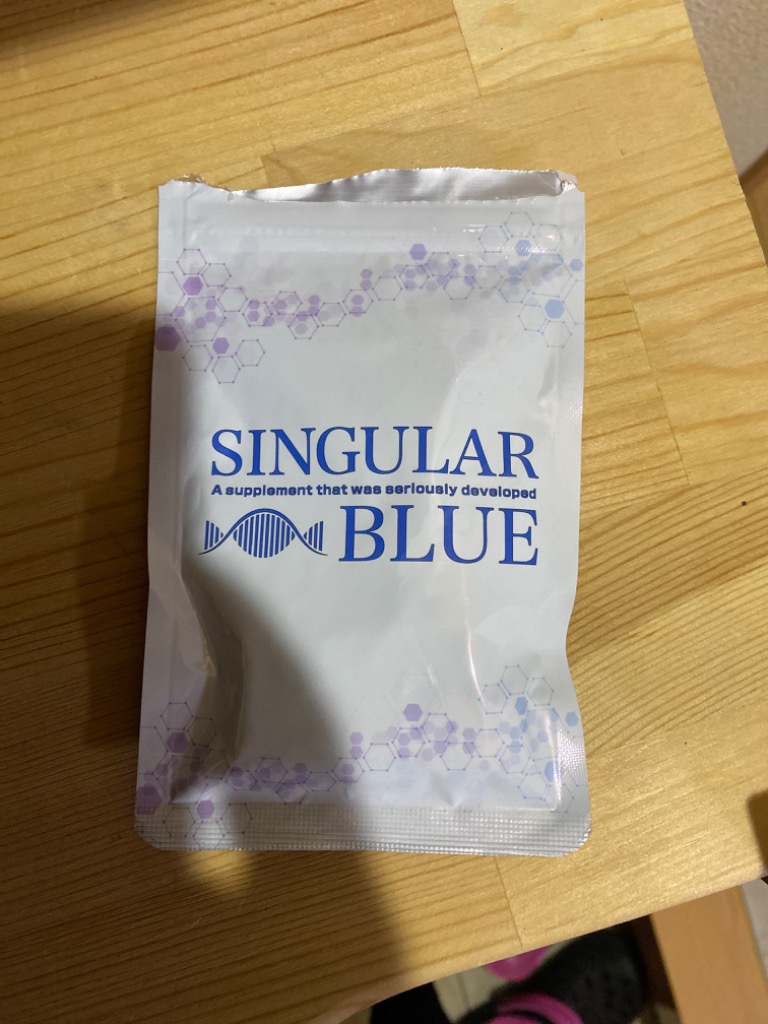 SINGULAR
A supplement that was seriously developed
BLUE